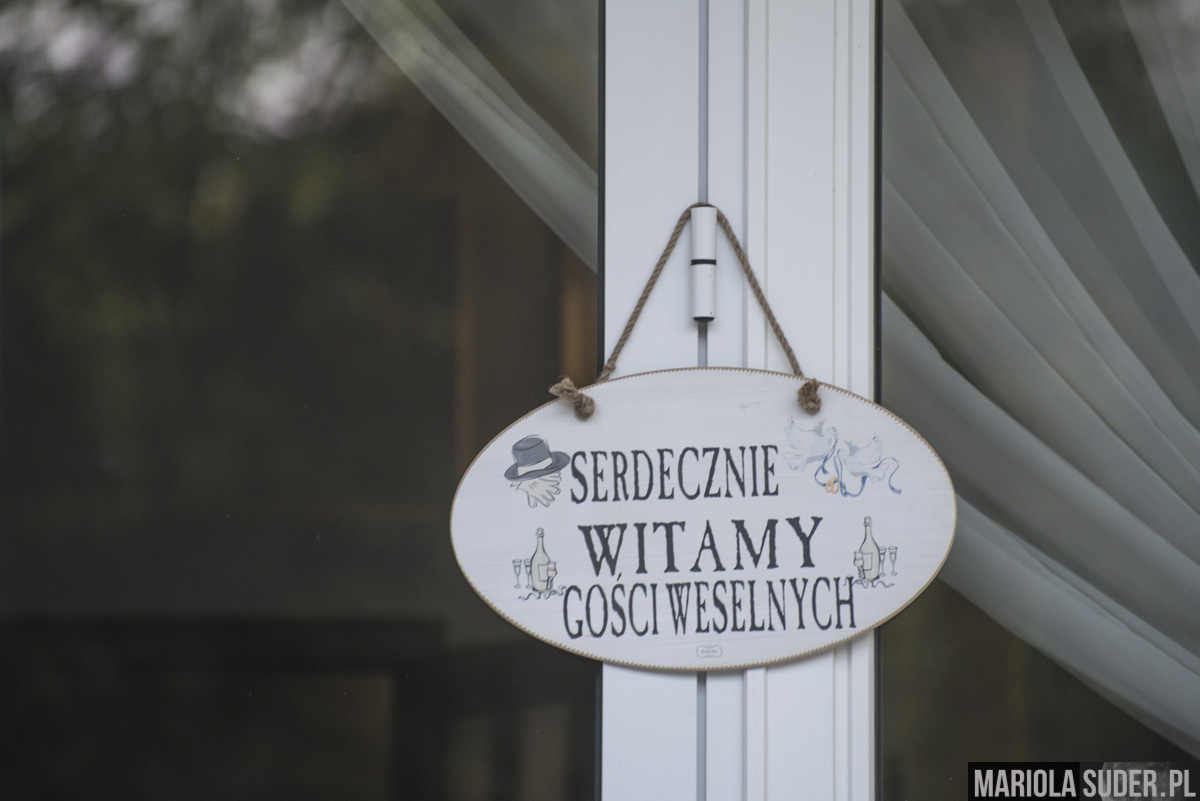 SERDECZNIE
WITAMY
GOŚCI WESELNYCH
MARIOLA SUDER.PL